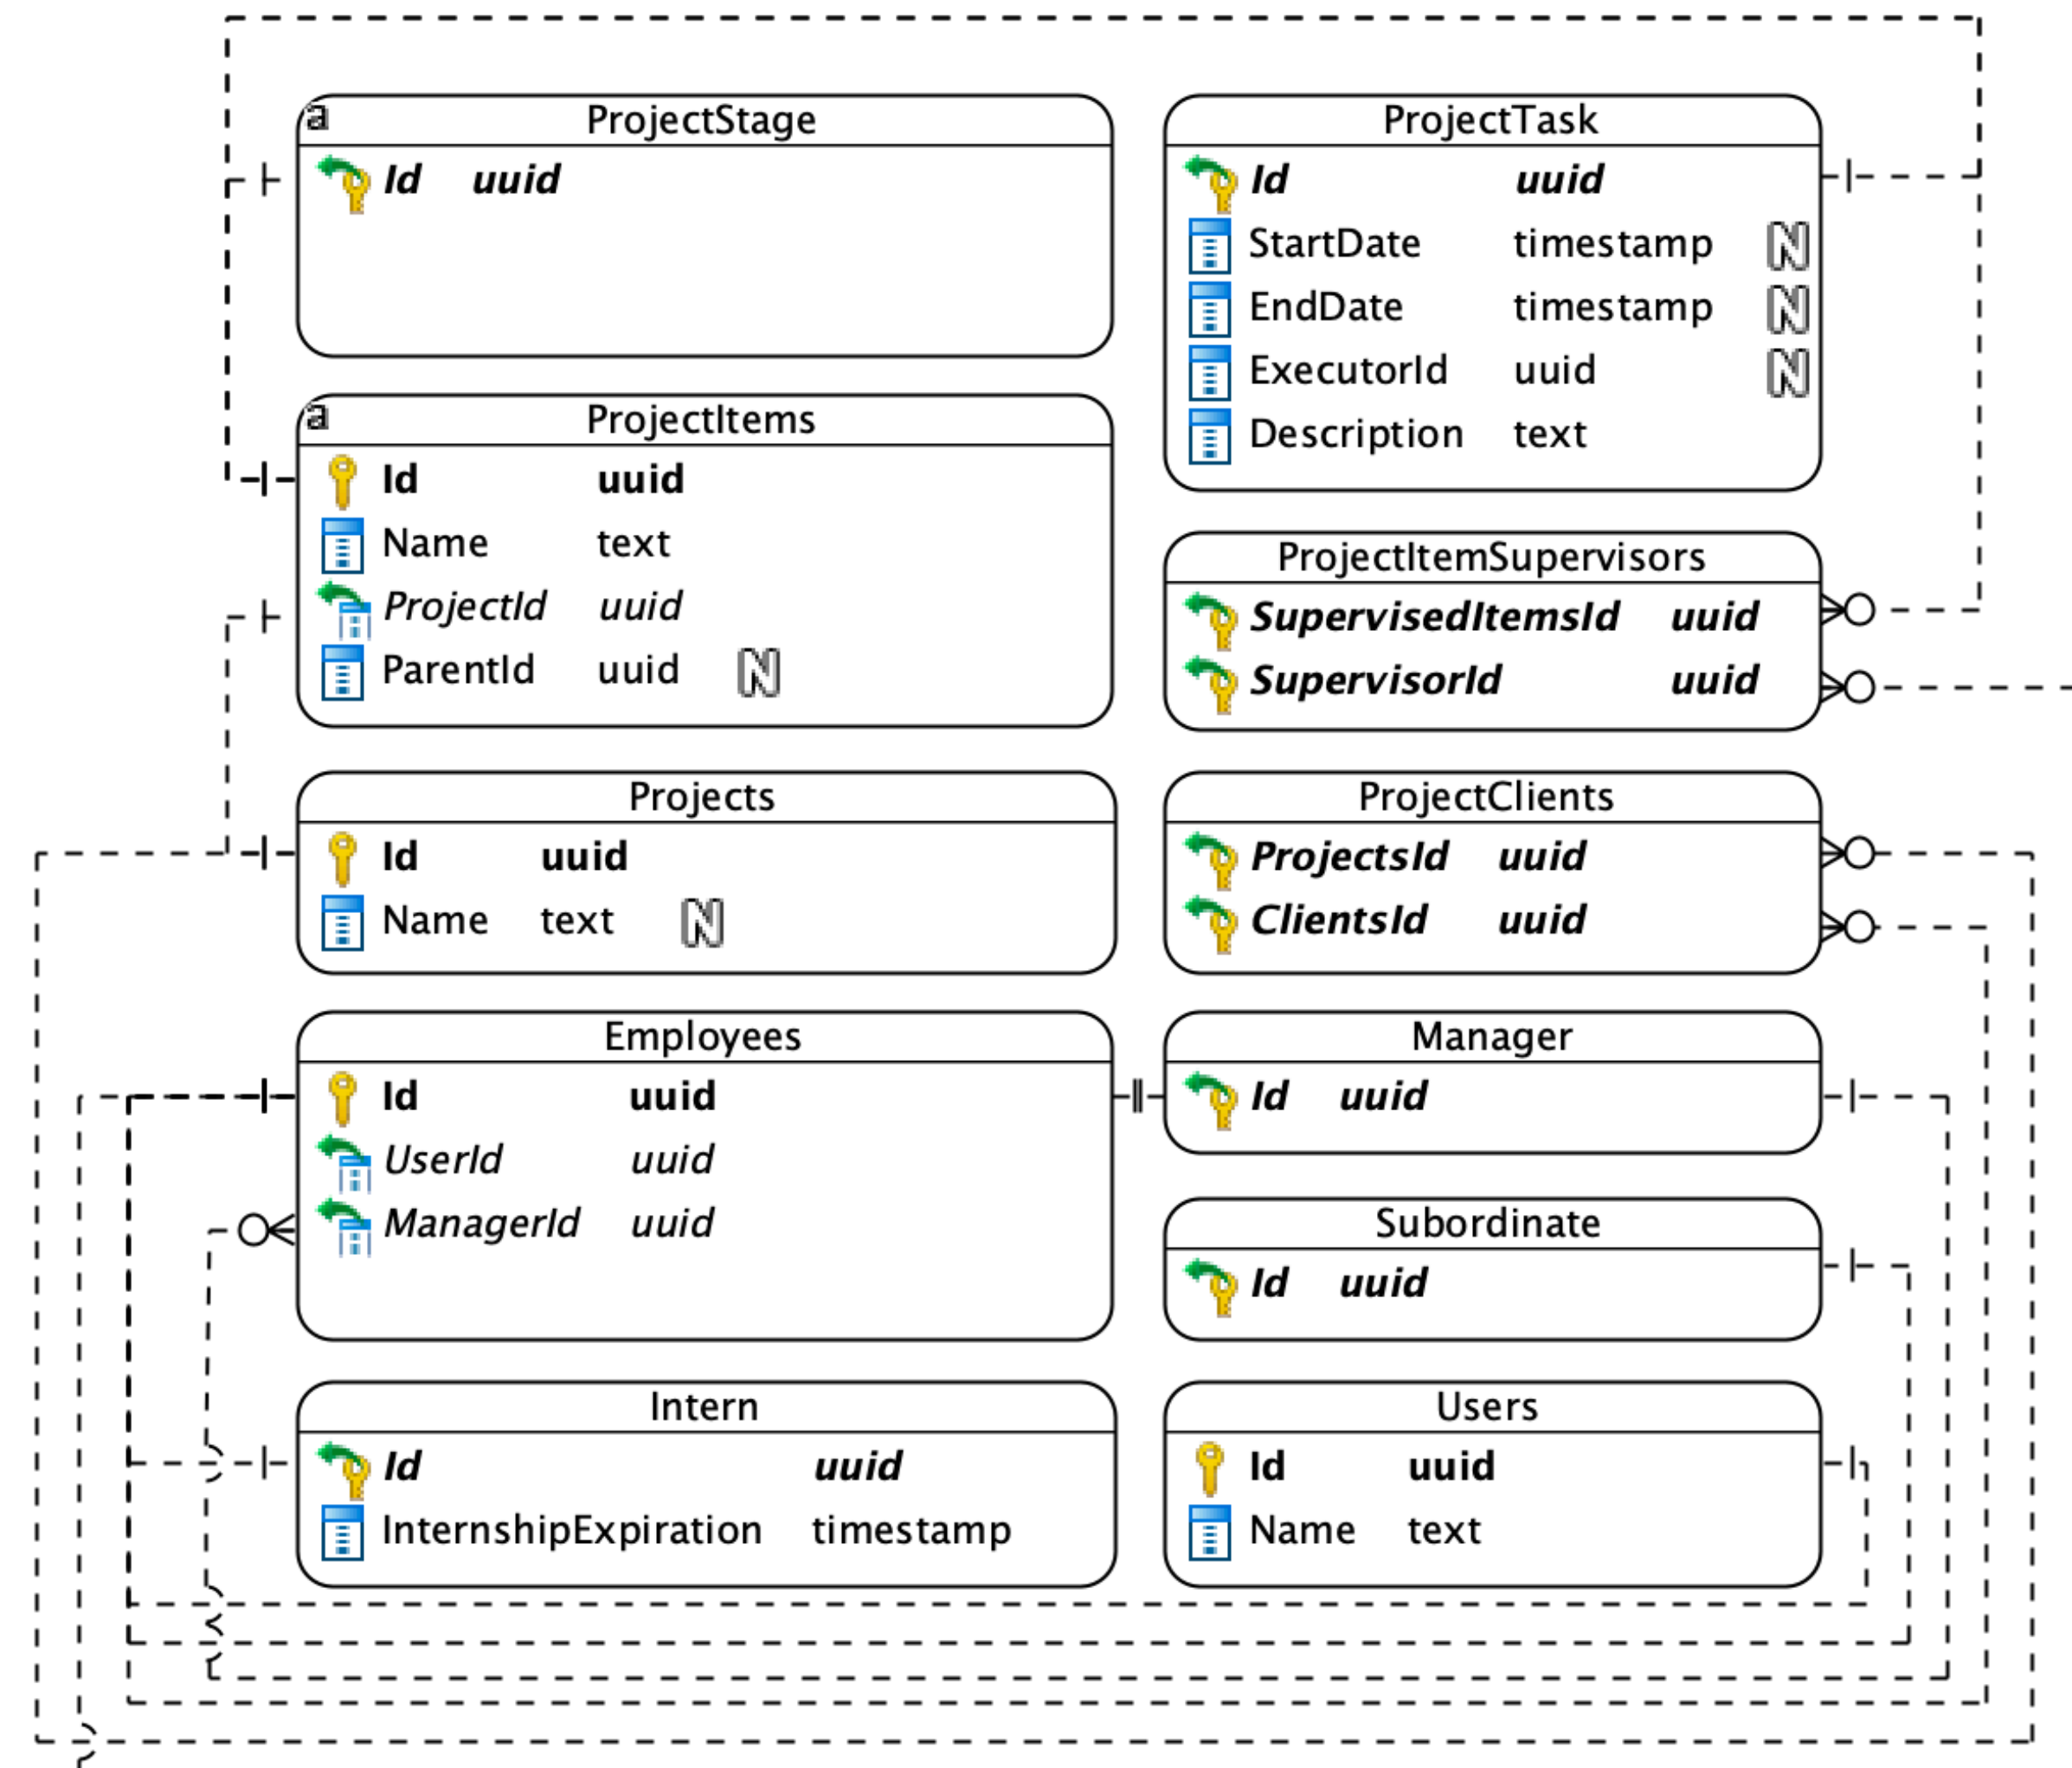 a
ProjectStage
Id uuid
ProjectTask
Id uuid
StartDate timestamp N
EndDate timestamp N
ExecutorId uuid N
Description text
a
ProjectItems
Id uuid
Name text
ProjectId uuid
ParentId uuid N
ProjectItemSupervisors
SupervisedItemsId uuid
SupervisorId uuid
Projects
Id uuid
Name text N
ProjectClients
ProjectsId uuid
ClientsId uuid
Employees
Id uuid
UserId uuid
ManagerId uuid
Manager
Id uuid
Subordinate
Id uuid
Intern
Id uuid
InternshipExpiration timestamp
Users
Id uuid
Name text